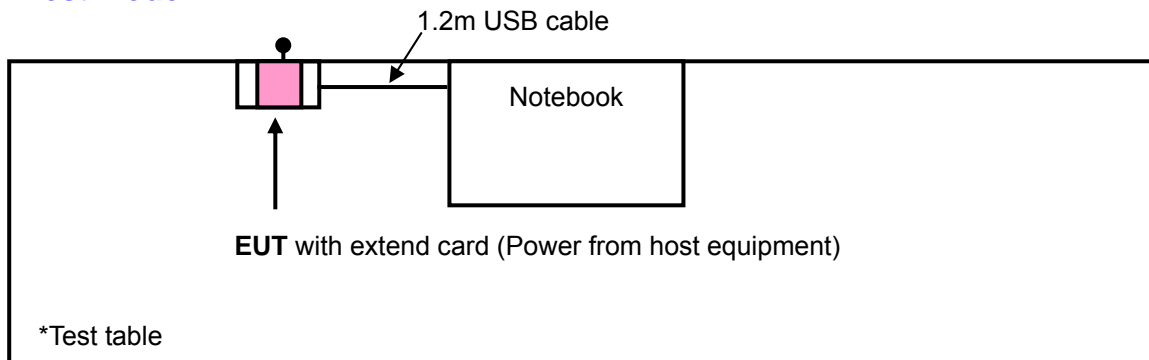 1.2m USB cable
Notebook
EUT with extend card (Power from host equipment)
*Test table